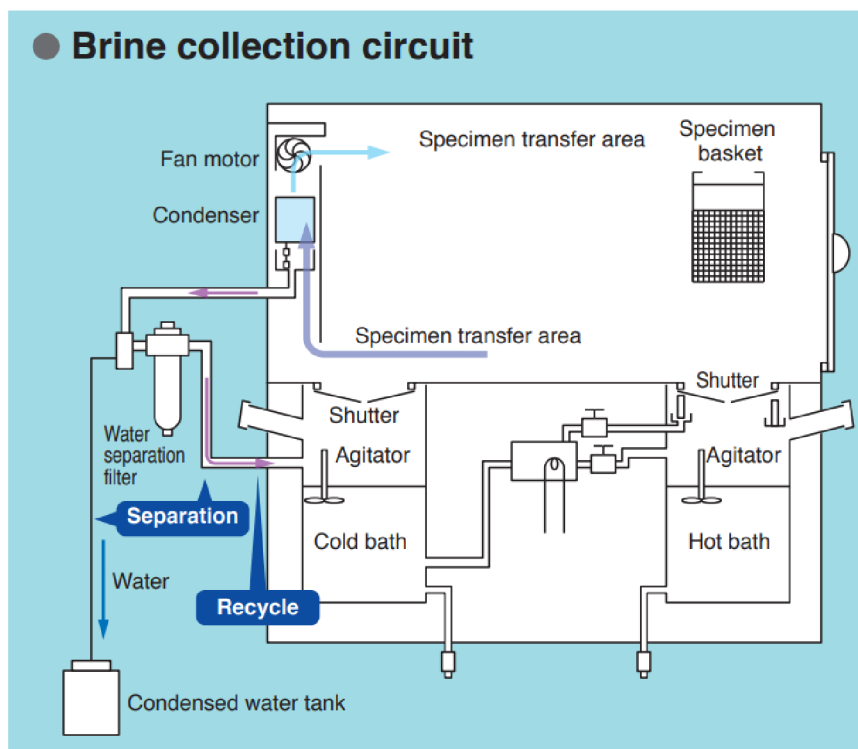 Brine collection circuit
Specimen transfer area
Specimen
basket
Fan motor
Condenser
Specimen transfer area
Shutter
Shutter
Water
separation
filter
Agitator
Agitator
Separation
Cold bath
Hot bath
Water
Recycle
Condensed water tank